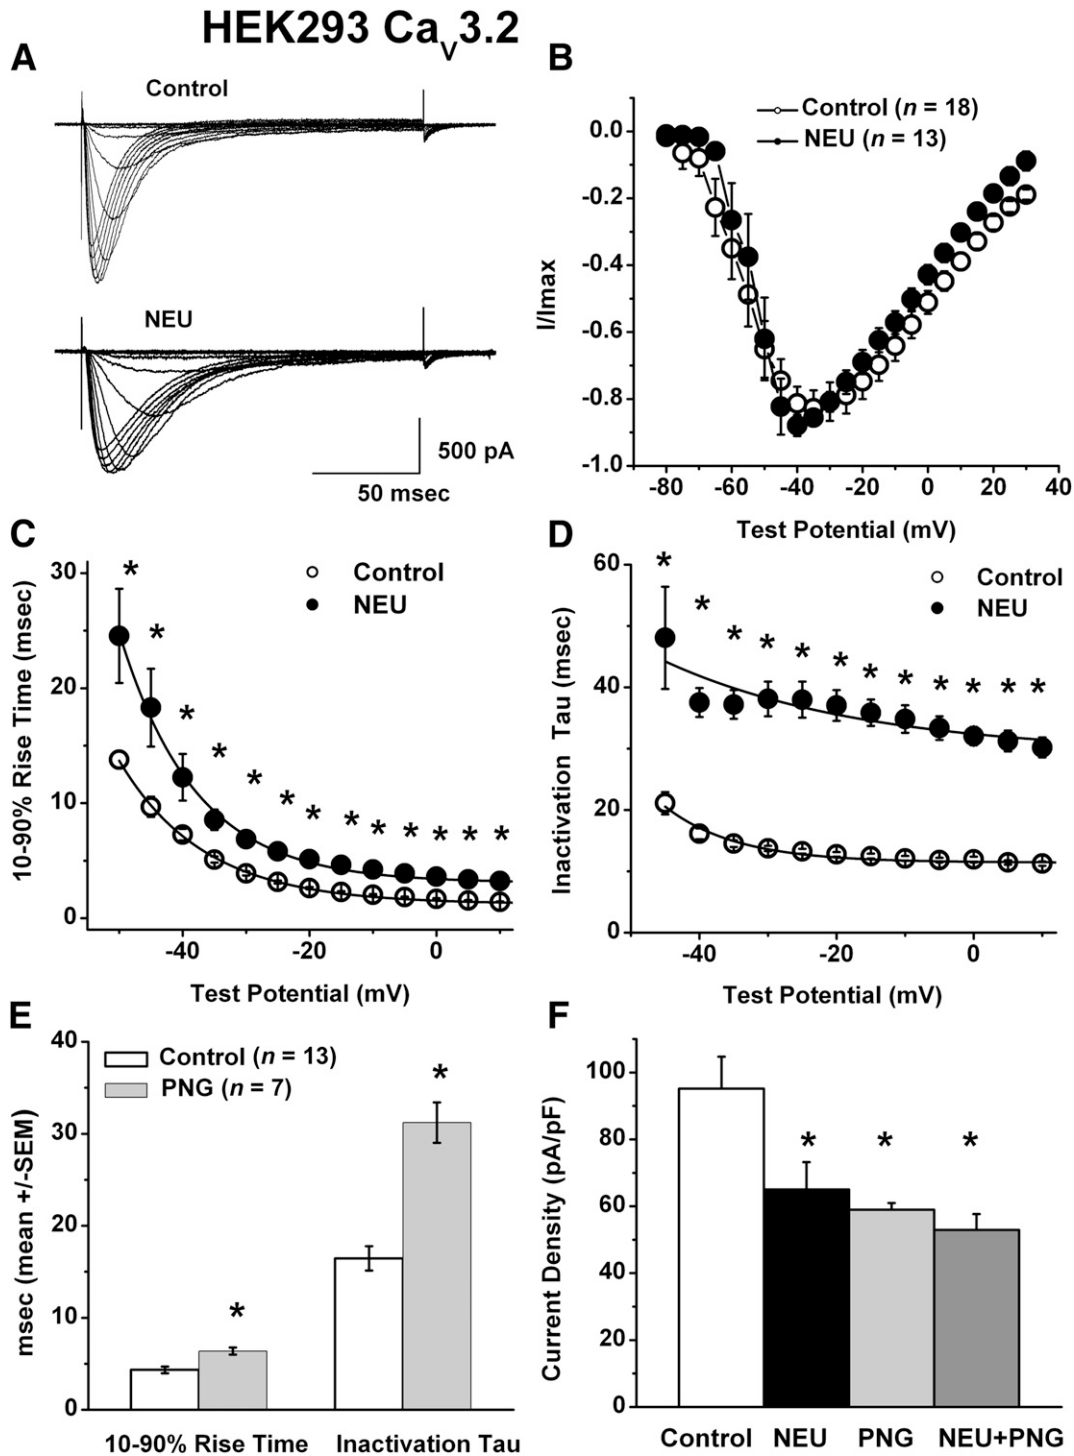 HEK293 CaV3.2
A
Control
NEU
500 pA
50 msec
B
Control (n = 18)
NEU (n = 13)
I/Imax
0.0
-0.2
-0.4
-0.6
-0.8
-1.0
-80 -60 -40 -20 0 20 40
Test Potential (mV)
C
Control
NEU
10-90% Rise Time (msec)
30
20
10
0
-40 -20 0
Test Potential (mV)
D
Control
NEU
Inactivation Tau (msec)
60
40
20
0
-40 -20 0
Test Potential (mV)
E
Control (n = 13)
PNG (n = 7)
msec (mean +/-SEM)
40
30
20
10
0
10-90% Rise Time Inactivation Tau
F
Current Density (pA/pF)
100
80
60
40
20
0
Control NEU PNG NEU+PNG